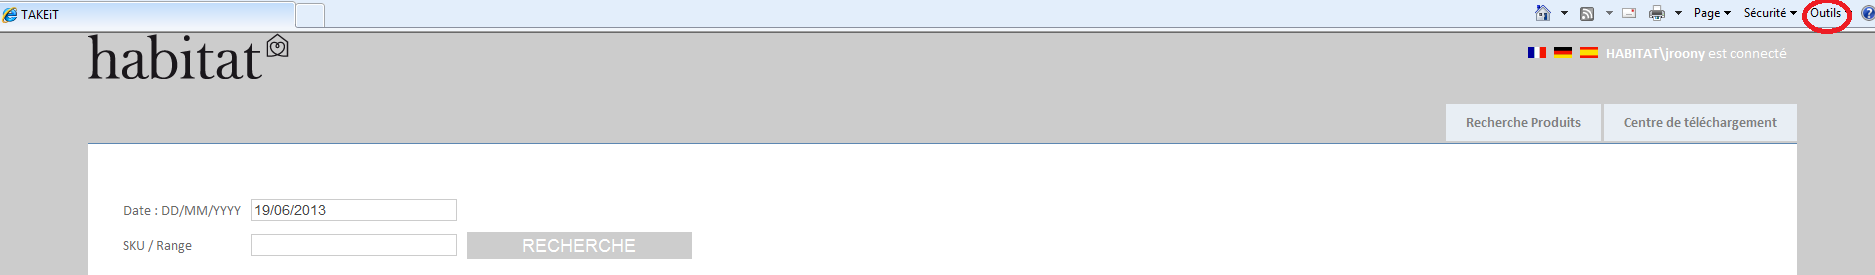 TAKEiT
Page Sécurité Outils
habitat
HABITAT\jroony est connecté
Recherche Produits Centre de téléchargement
Date : DD/MM/YYYY 19/06/2013
SKU / Range RECHERCHE